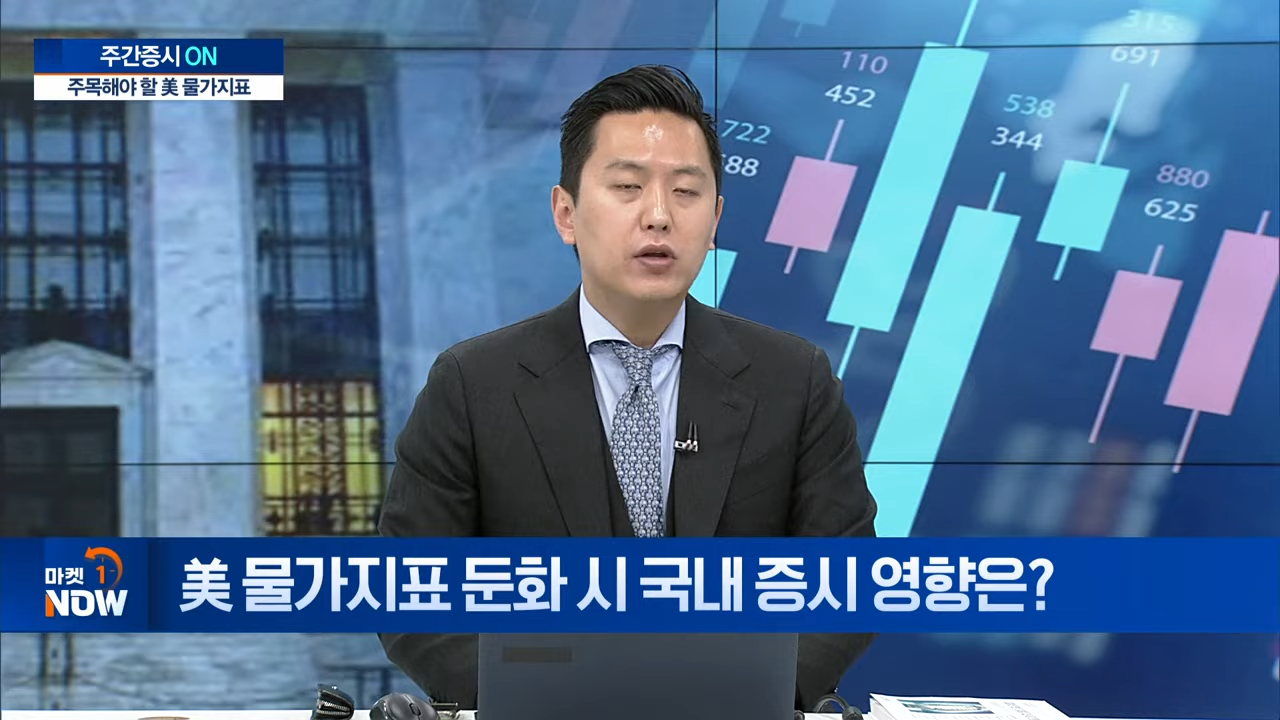 주간증시 ON
주목해야 할 美 물가지표
315
691
110
452
538
344
722
588
880
625
마켓 1
NOW
美 물가지표 둔화 시 국내 증시 영향은?